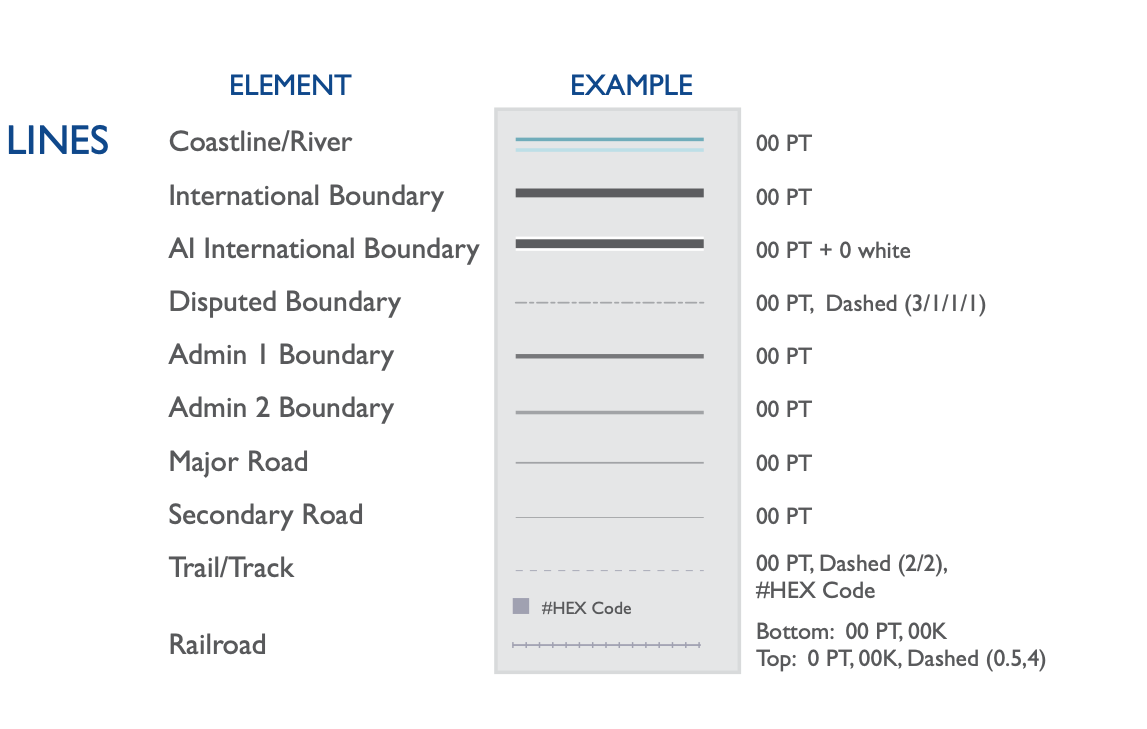 ELEMENT EXAMPLE
LINES
Coastline/River 00 PT
International Boundary 00 PT
AI International Boundary 00 PT + 0 white
Disputed Boundary 00 PT, Dashed (3/1/1/1)
Admin 1 Boundary 00 PT
Admin 2 Boundary 00 PT
Major Road 00 PT
Secondary Road 00 PT
Trail/Track 00 PT, Dashed (2/2),
#HEX Code
#HEX Code
Railroad Bottom: 00 PT, 00K
Top: 0 PT, 00K, Dashed (0.5,4)